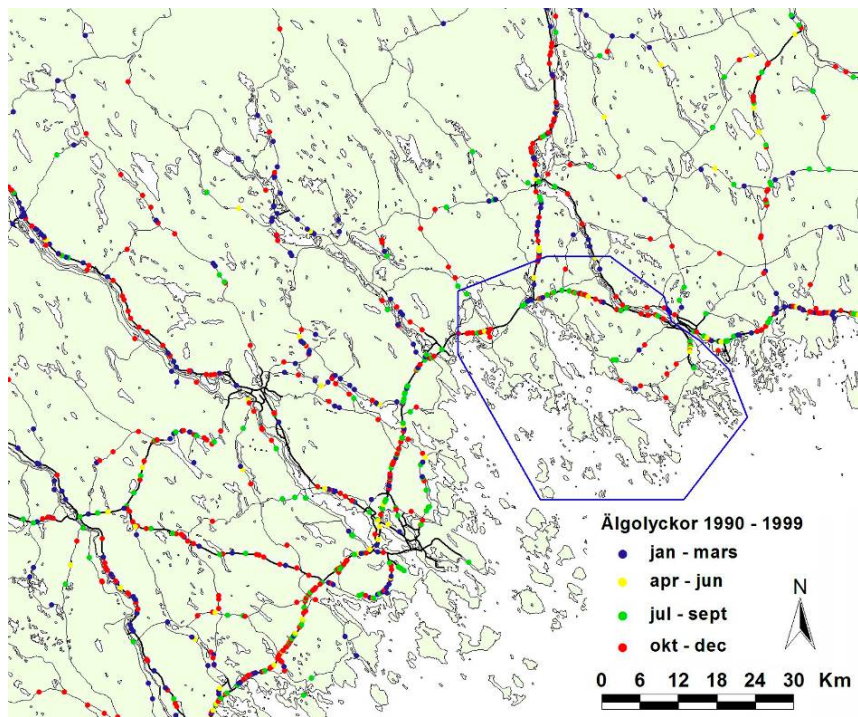 Älgolyckor 1990 - 1999
jan - mars
apr - jun
jul - sept
okt - dec
N
0 6 12 18 24 30 Km